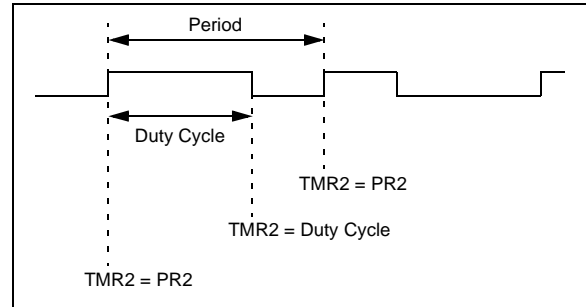 Period
Duty Cycle
TMR2 = PR2
TMR2 = Duty Cycle
TMR2 = PR2